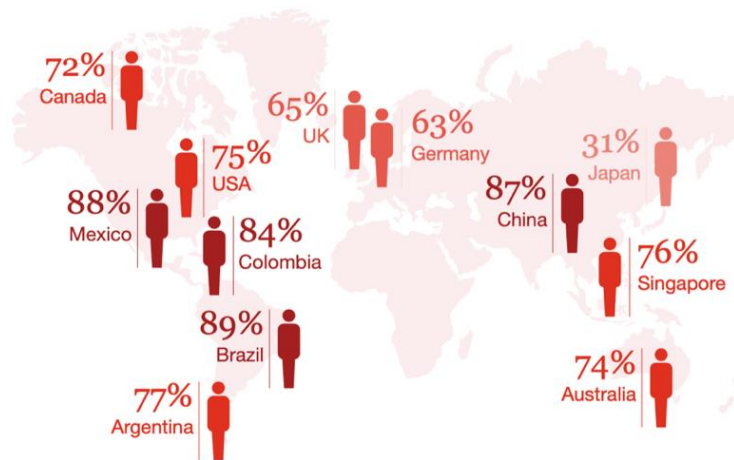 72%
Canada
65%
UK
63%
Germany
31%
Japan
75%
USA
88%
Mexico
87%
China
84%
Colombia
76%
Singapore
89%
Brazil
74%
Australia
77%
Argentina